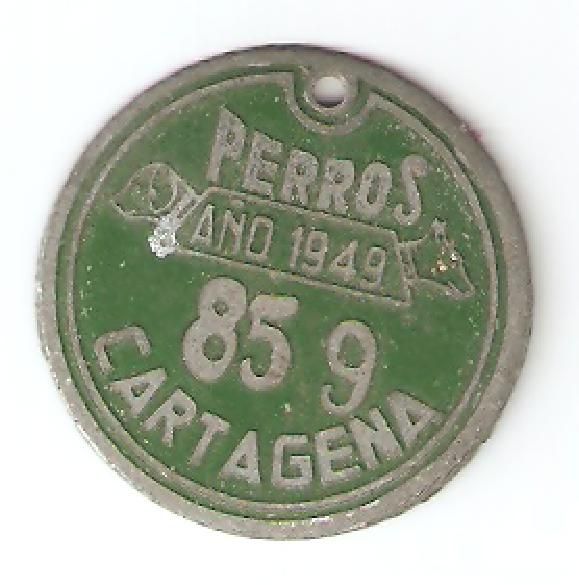 PERROS
AÑO 1949
85 9
CARTAGENA